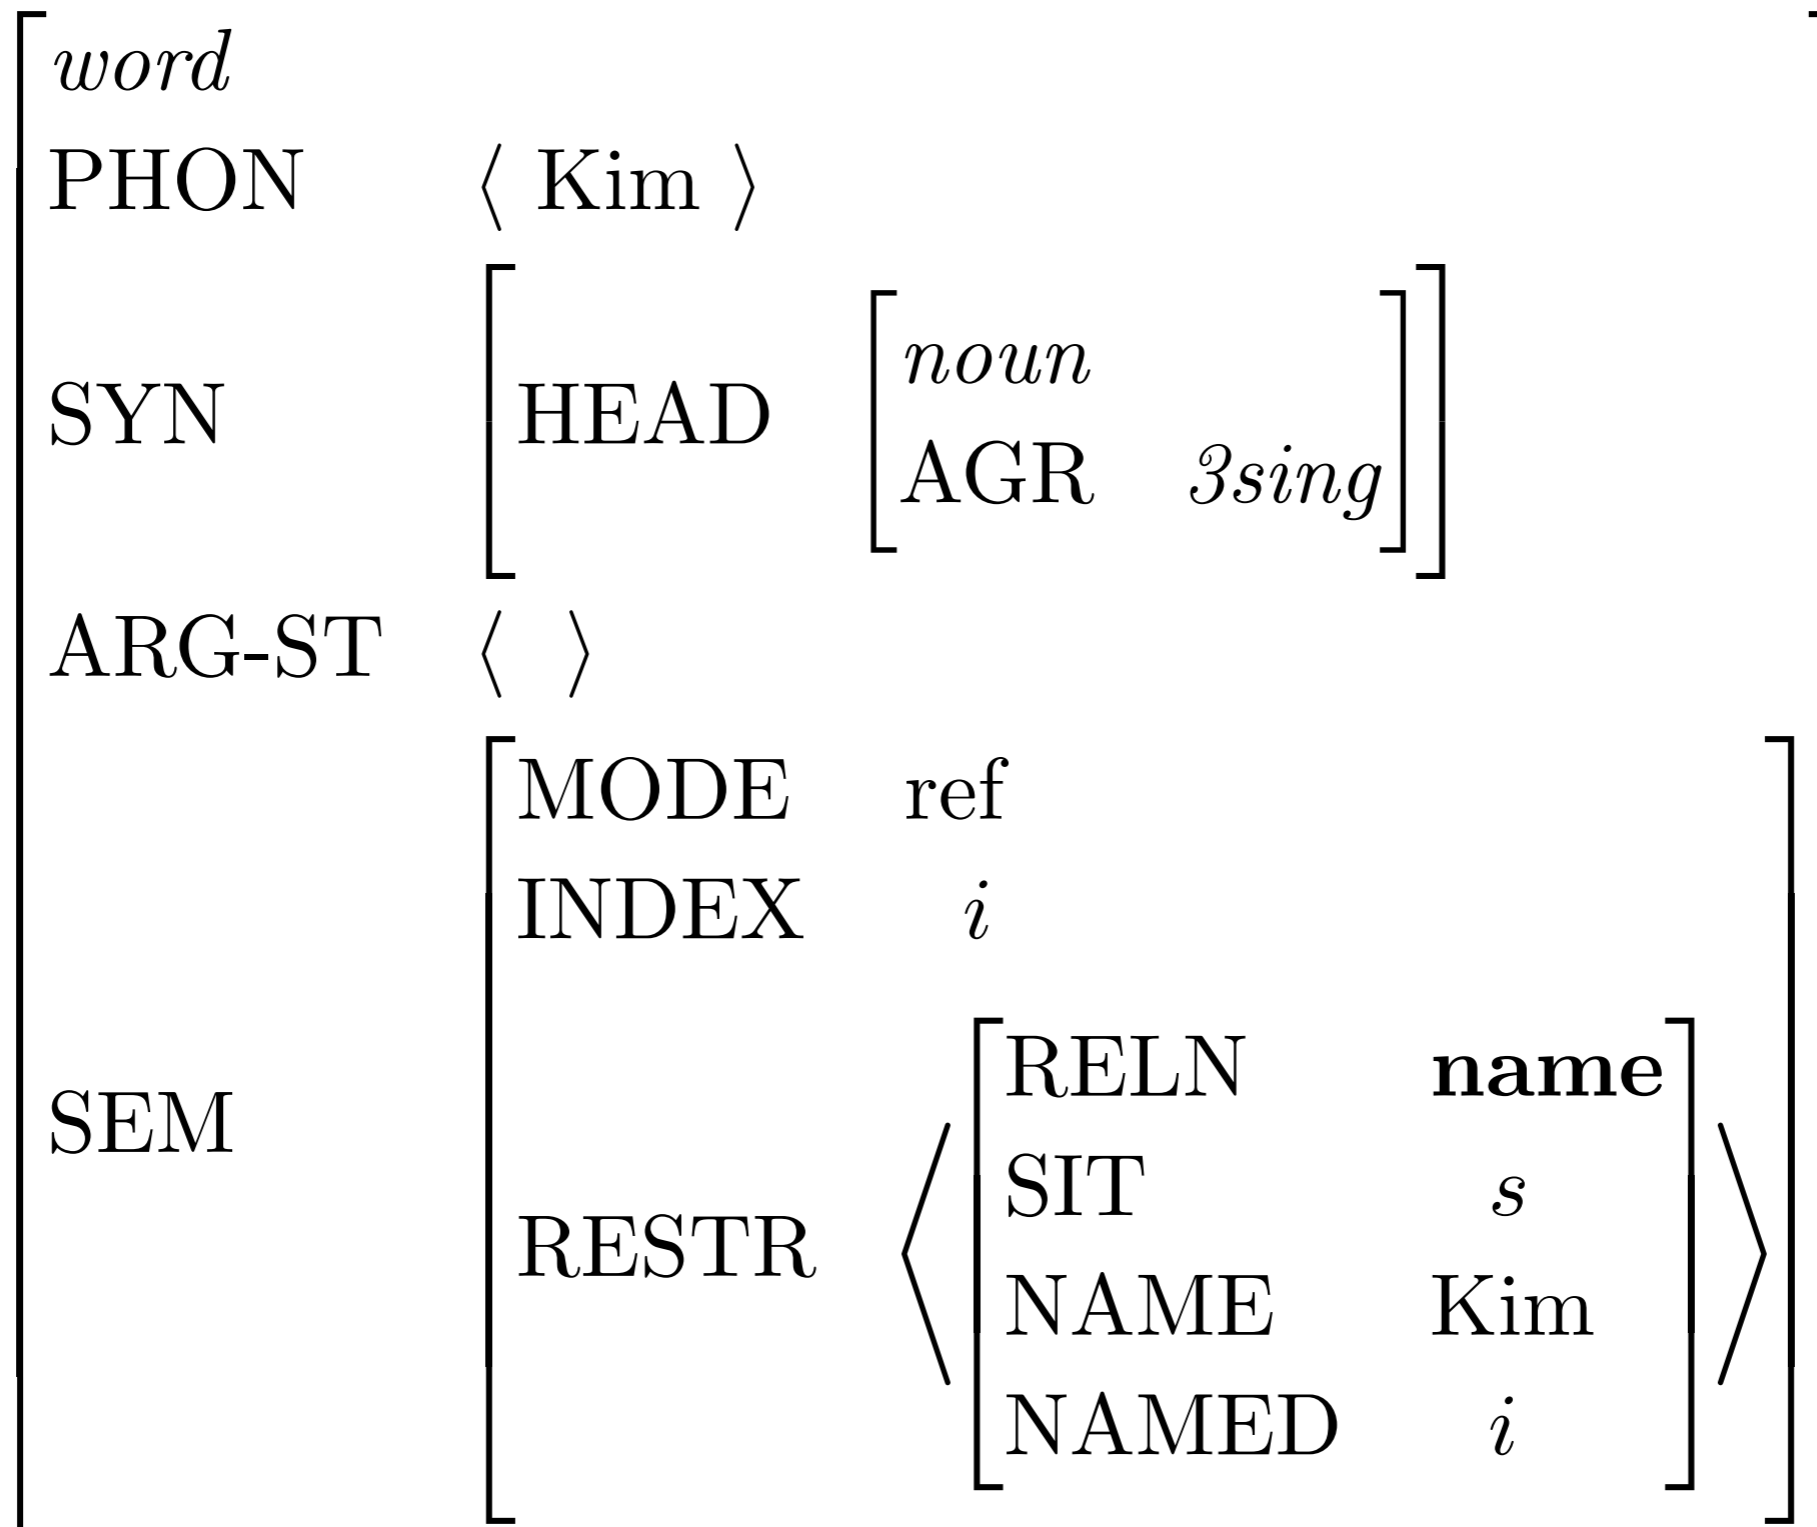 word
PHON ⟨ Kim ⟩
SYN [HEAD [noun
AGR 3sing]]
ARG-ST ⟨ ⟩
SEM [MODE ref
INDEX i
RESTR ⟨[RELN name
SIT s
NAME Kim
NAMED i]⟩]